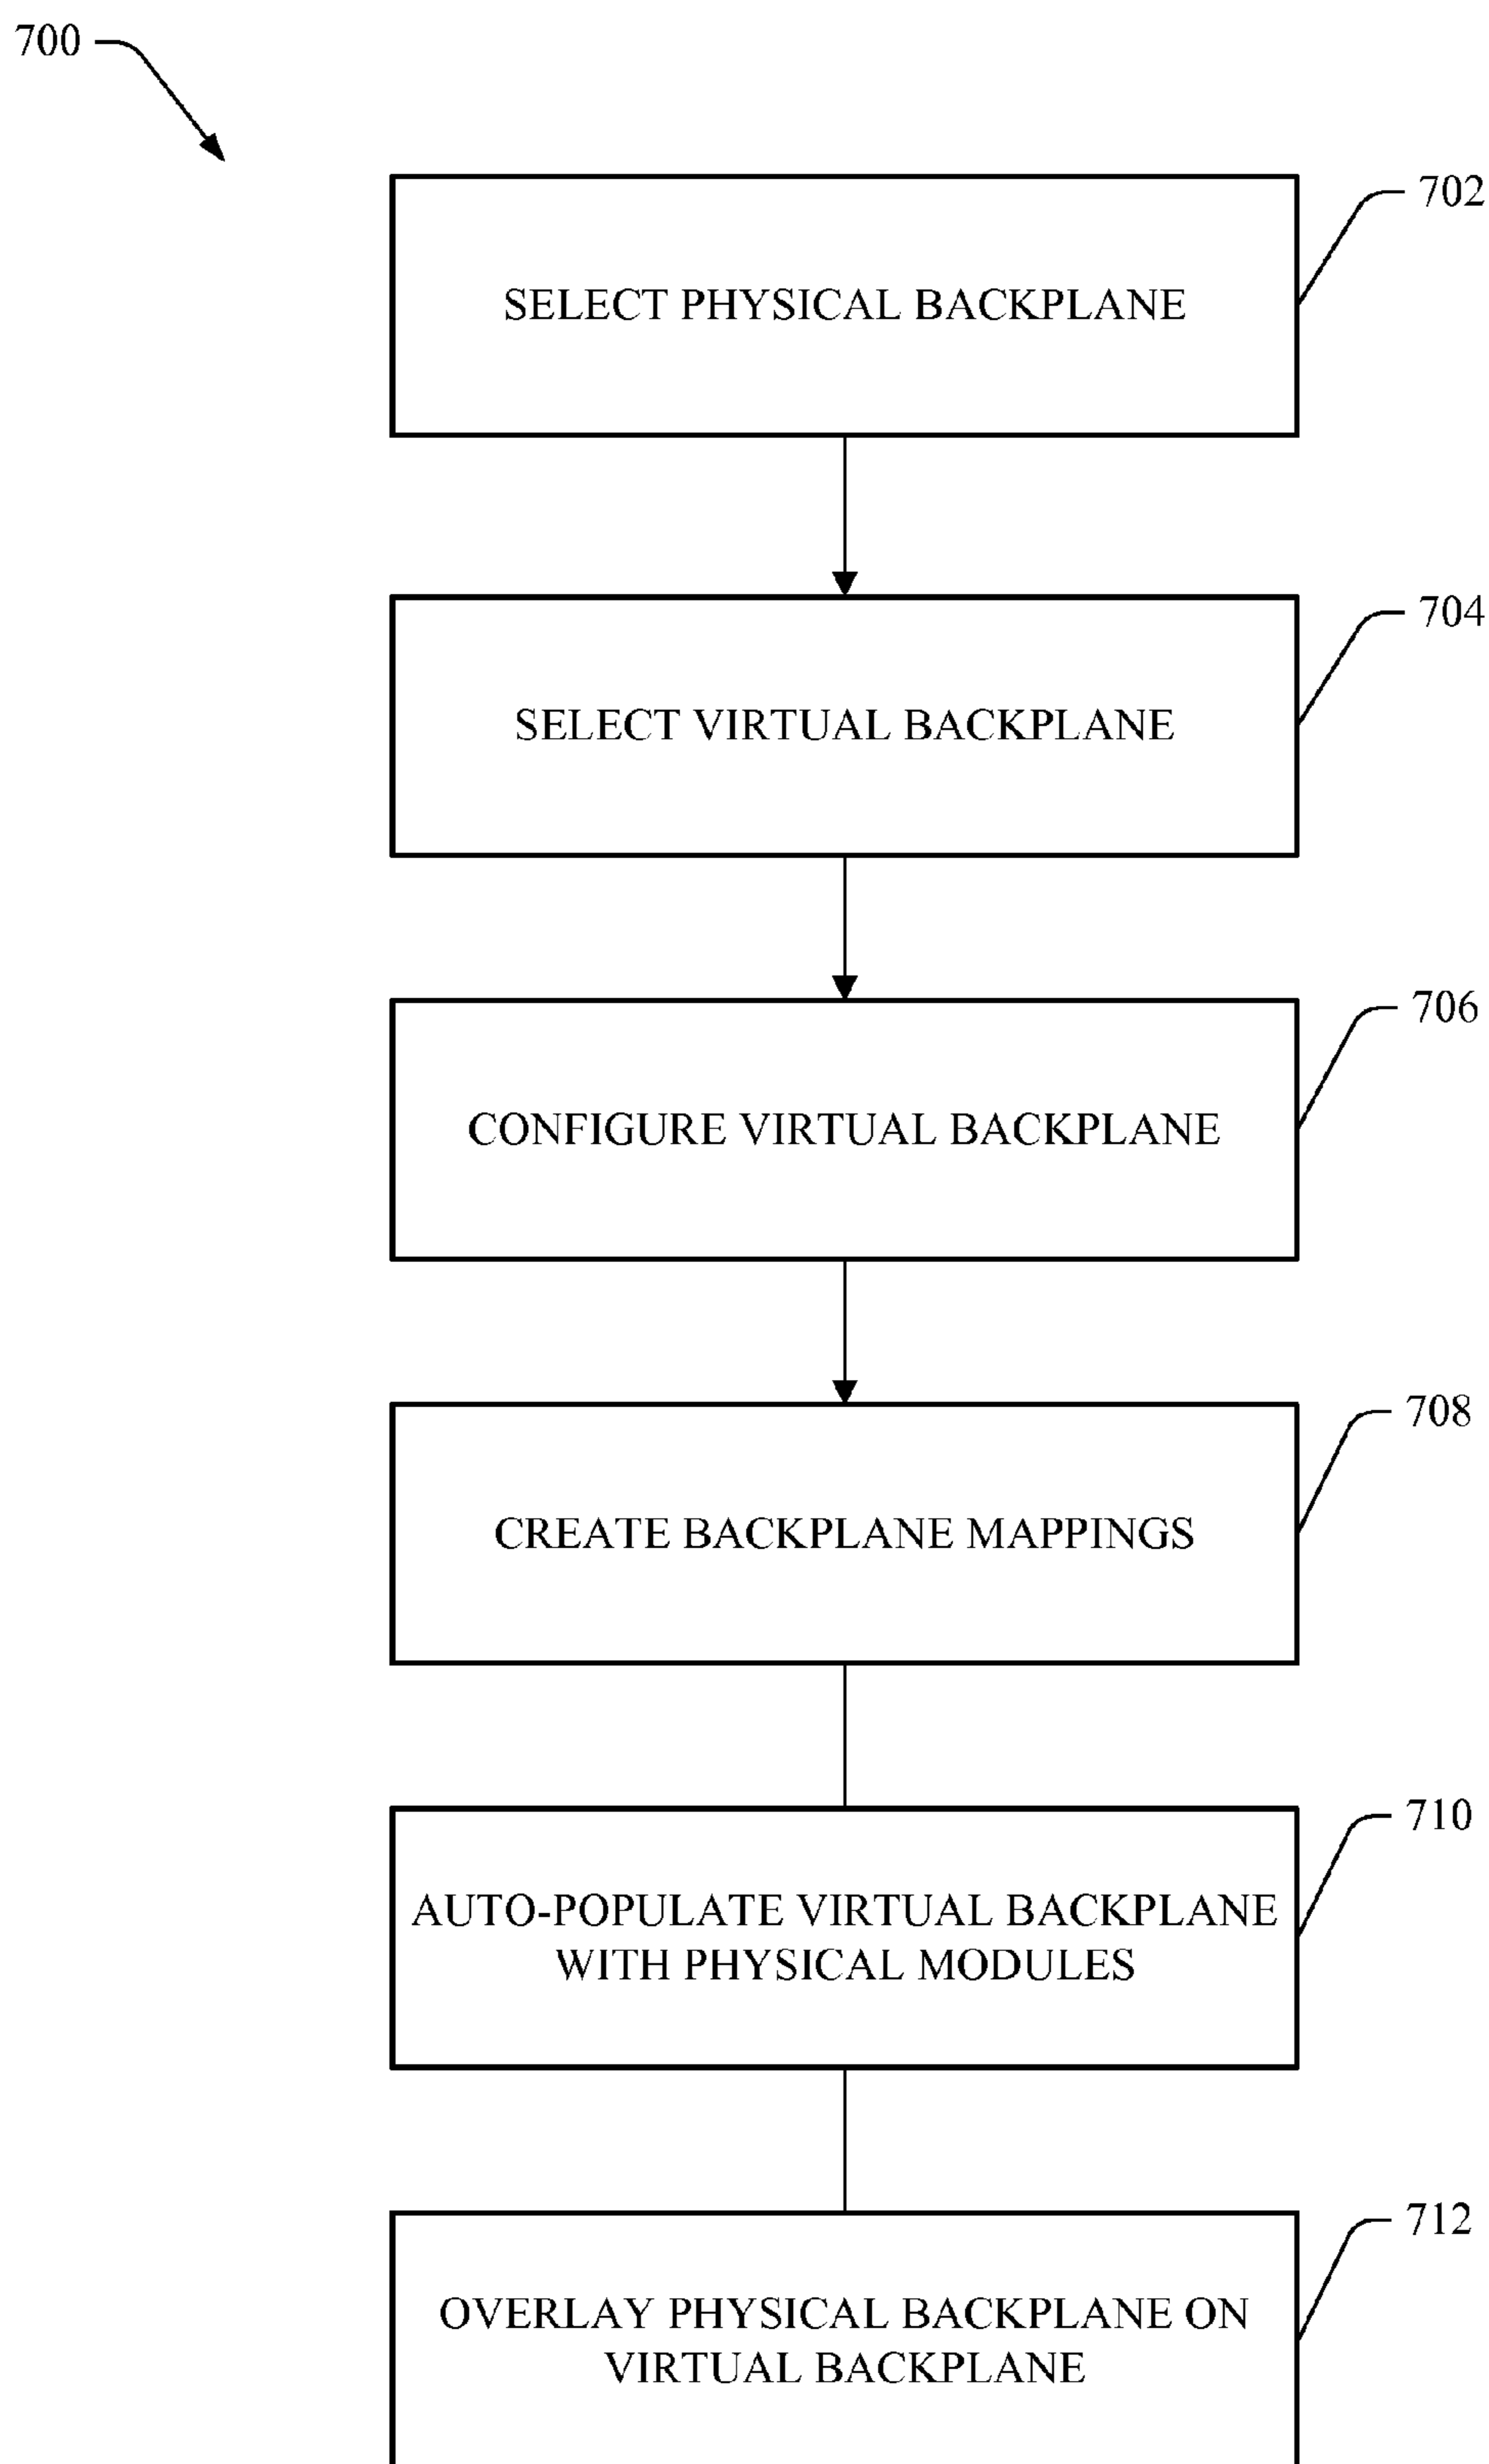 700
702
SELECT PHYSICAL BACKPLANE
704
SELECT VIRTUAL BACKPLANE
706
CONFIGURE VIRTUAL BACKPLANE
708
CREATE BACKPLANE MAPPINGS
710
AUTO-POPULATE VIRTUAL BACKPLANE
WITH PHYSICAL MODULES
712
OVERLAY PHYSICAL BACKPLANE ON
VIRTUAL BACKPLANE